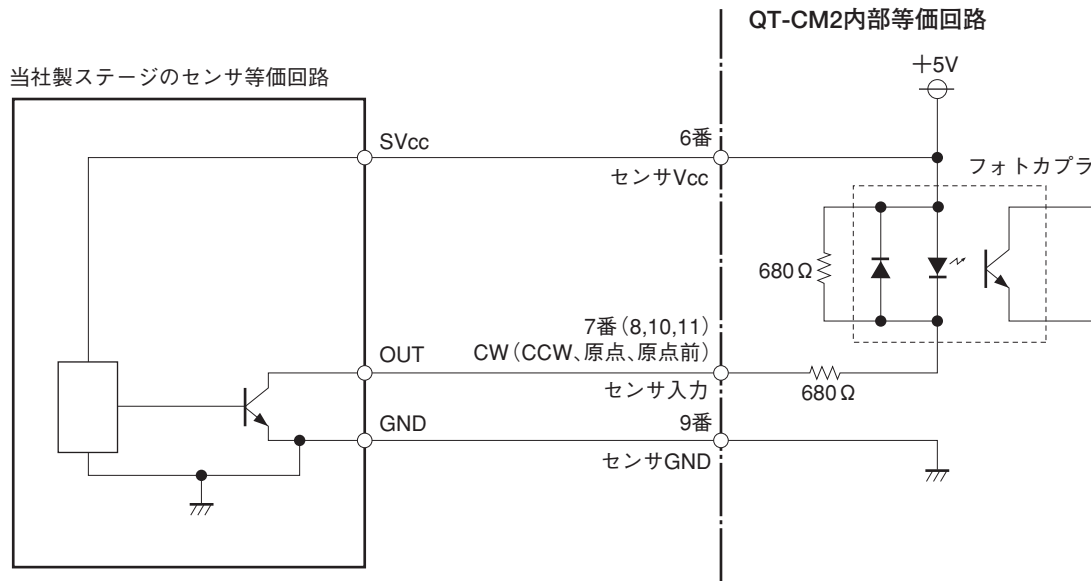 QT-CM2内部等価回路
当社製ステージのセンサ等価回路
+5V
SVcc
6番
センサVcc
フォトカプラ
680Ω
7番(8,10,11)
OUT
CW(CCW、原点、原点前)
センサ入力
680Ω
GND
9番
センサGND